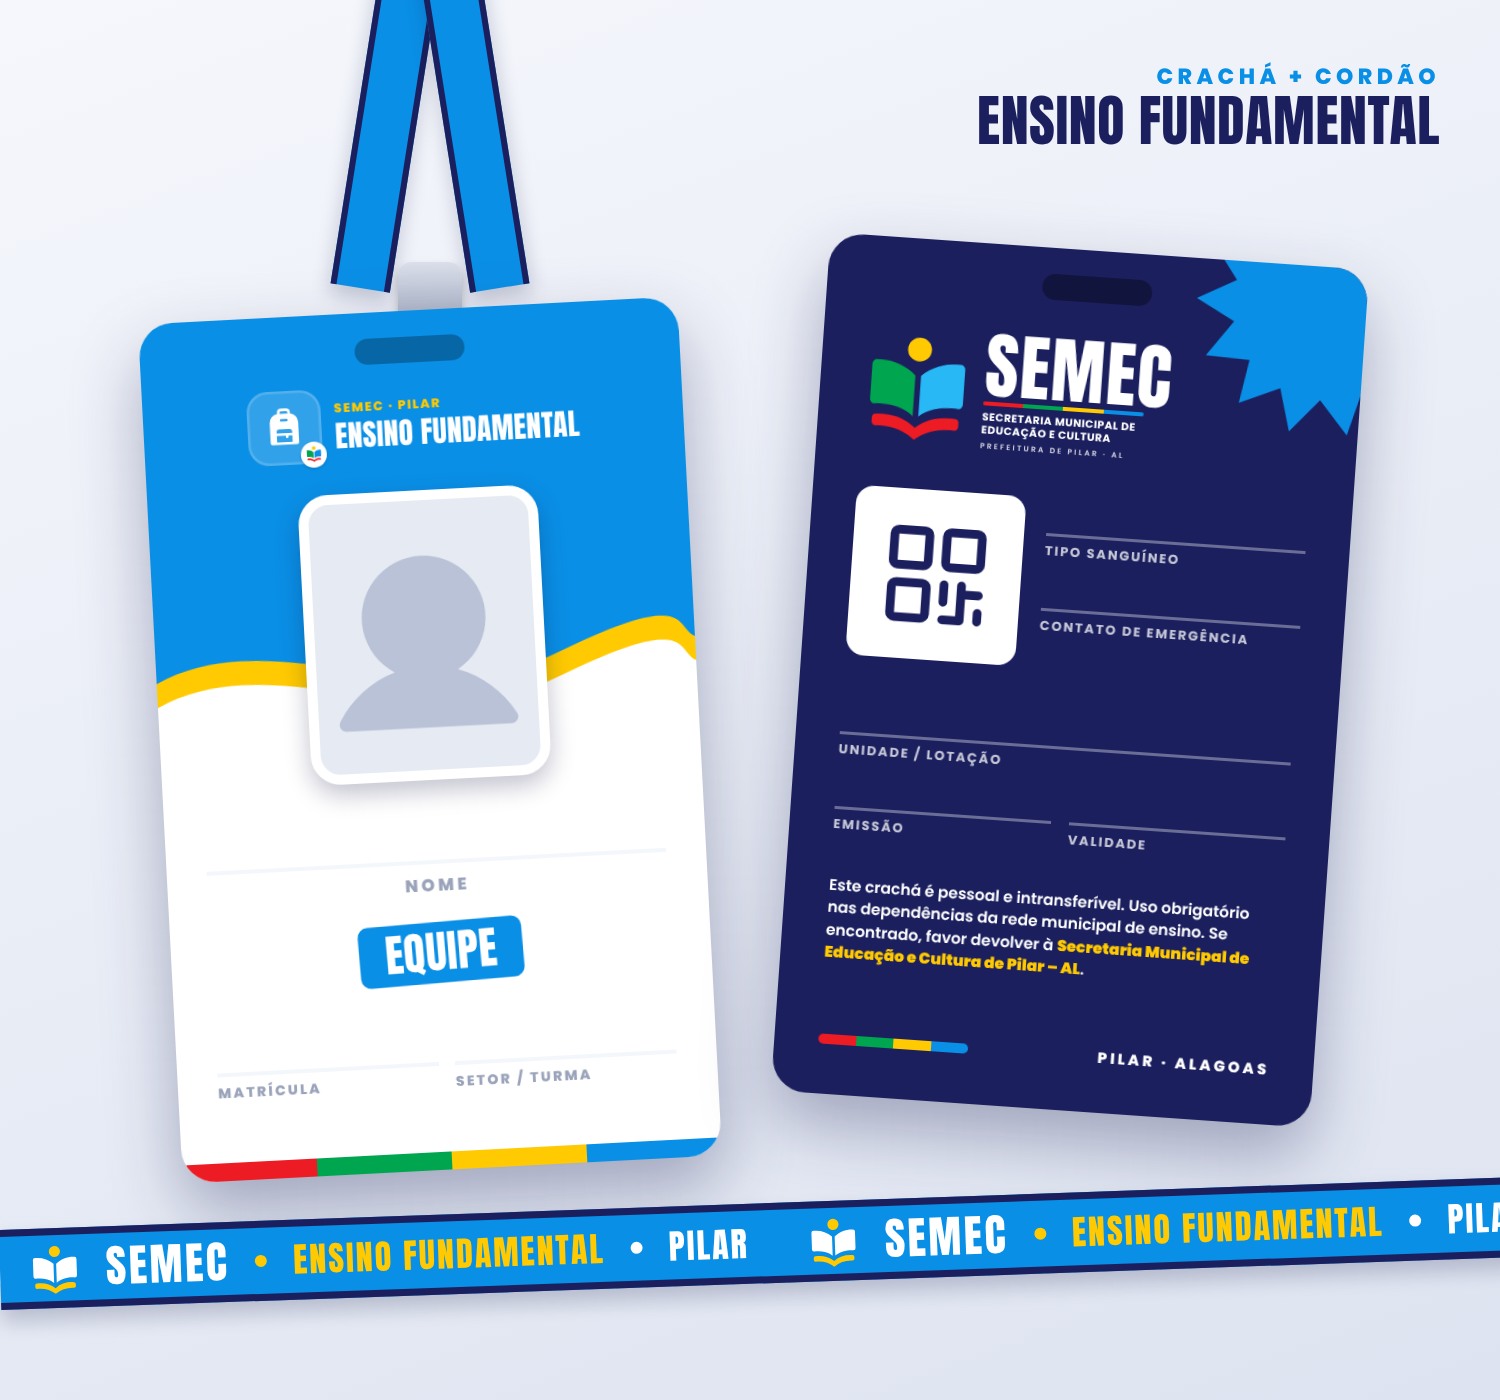 CRACHÁ + CORDÃO
ENSINO FUNDAMENTAL
SEMEC · PILAR
ENSINO FUNDAMENTAL
NOME
EQUIPE
MATRÍCULA
SETOR / TURMA
SEMEC
SECRETARIA MUNICIPAL DE
EDUCAÇÃO E CULTURA
PREFEITURA DE PILAR · AL
TIPO SANGUÍNEO
CONTATO DE EMERGÊNCIA
UNIDADE / LOTAÇÃO
EMISSÃO
VALIDADE
Este crachá é pessoal e intransferível. Uso obrigatório
nas dependências da rede municipal de ensino. Se
encontrado, favor devolver à Secretaria Municipal de
Educação e Cultura de Pilar – AL.
PILAR · ALAGOAS
SEMEC • ENSINO FUNDAMENTAL • PILAR SEMEC • ENSINO FUNDAMENTAL • PILA